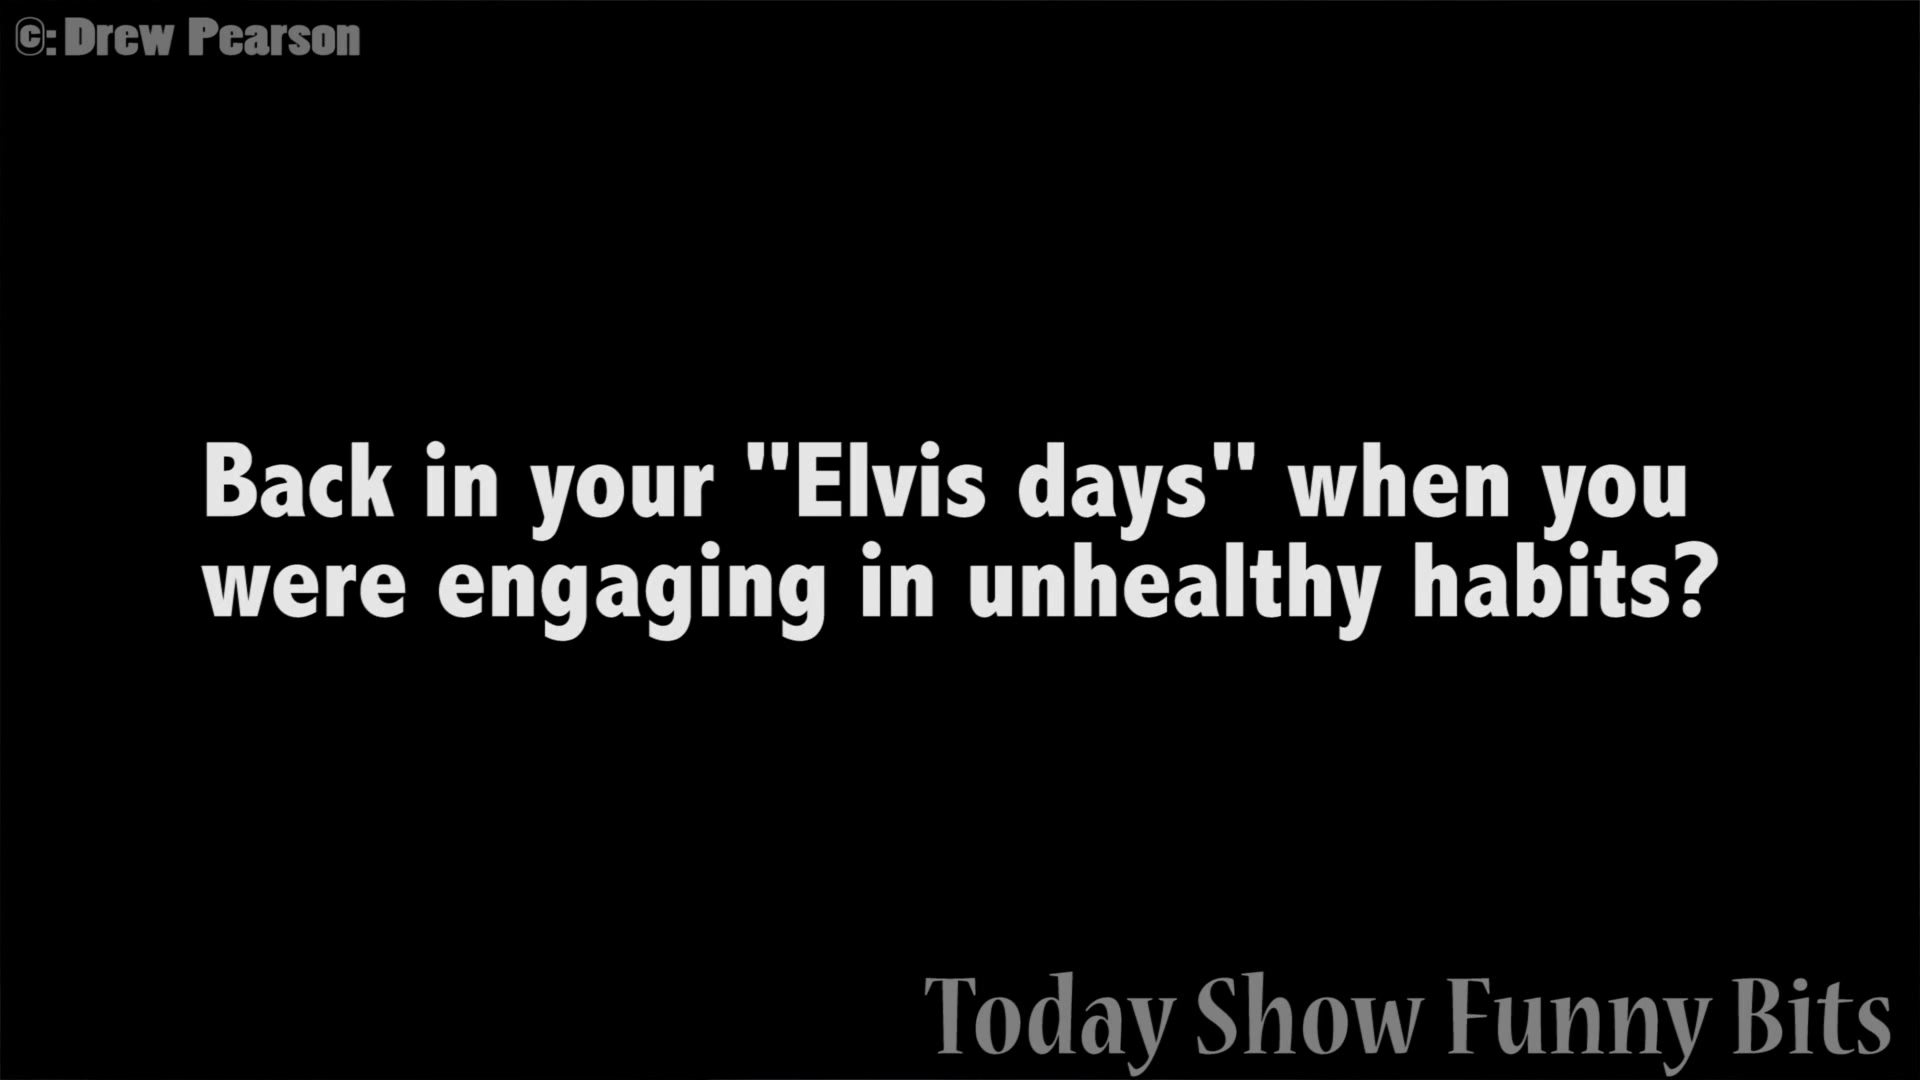 ©: Drew Pearson
Back in your "Elvis days" when you
were engaging in unhealthy habits?
Today Show Funny Bits